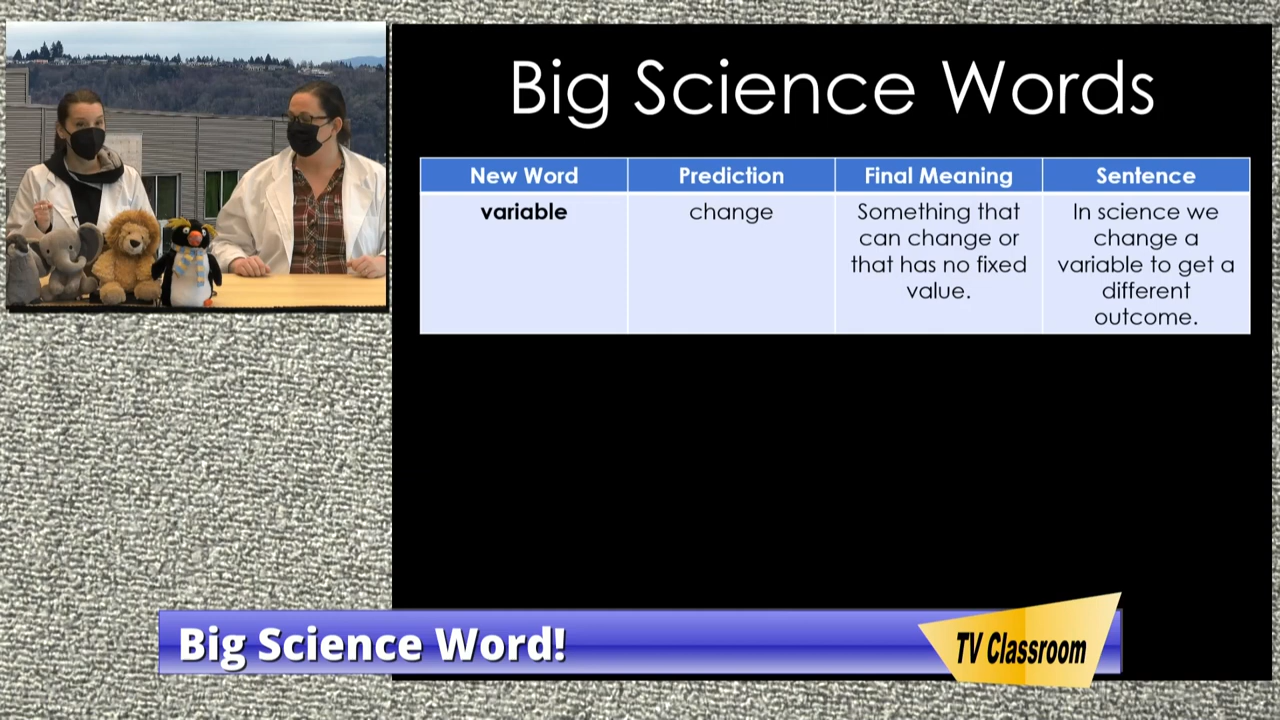 Big Science Words
New Word
Prediction
Final Meaning
Sentence
variable
change
Something that
can change or
that has no fixed
value.
In science we
change a
variable to get a
different
outcome.
Big Science Word!
TV Classroom